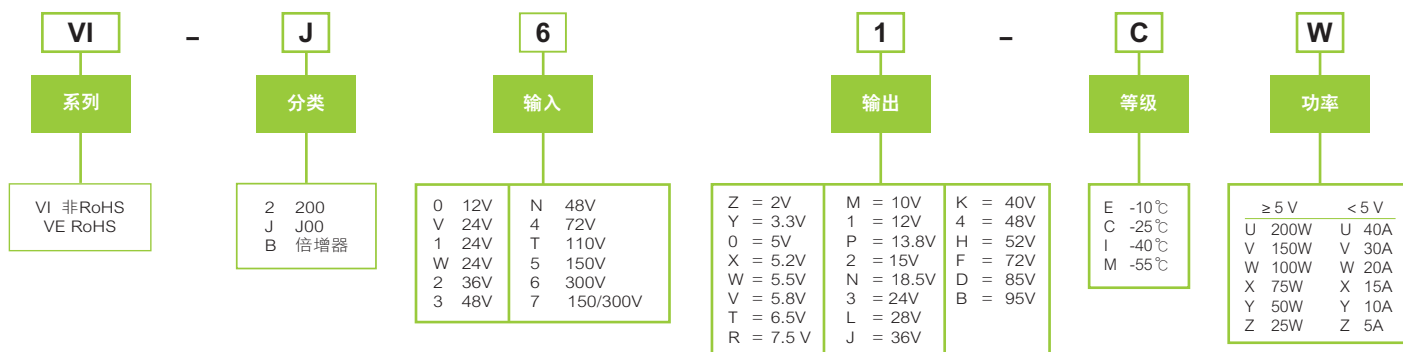 VI – J 6 1 – C W
系列 分类 输入 输出 等级 功率
VI 非RoHS
VE RoHS
2 200
J J00
B 倍增器
0 12V
V 24V
1 24V
W 24V
2 36V
3 48V
N 48V
4 72V
T 110V
5 150V
6 300V
7 150/300V
Z = 2V
Y = 3.3V
0 = 5V
X = 5.2V
W = 5.5V
V = 5.8V
T = 6.5V
R = 7.5 V
M = 10V
1 = 12V
P = 13.8V
2 = 15V
N = 18.5V
3 = 24V
L = 28V
J = 36V
K = 40V
4 = 48V
H = 52V
F = 72V
D = 85V
B = 95V
E -10℃
C -25℃
I -40℃
M -55℃
≥ 5 V < 5 V
U 200W U 40A
V 150W V 30A
W 100W W 20A
X 75W X 15A
Y 50W Y 10A
Z 25W Z 5A